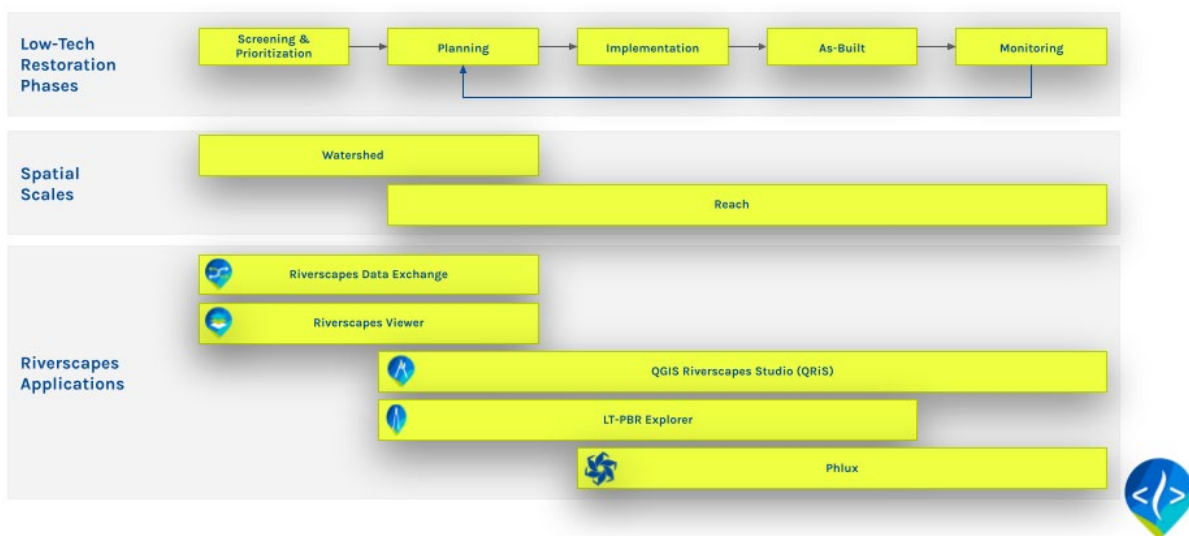 Low-Tech
Restoration
Phases
Screening &
Prioritization
Planning
Implementation
As-Built
Monitoring
Spatial
Scales
Watershed
Reach
Riverscapes
Applications
Riverscapes Data Exchange
Riverscapes Viewer
QGIS Riverscapes Studio (QRiS)
LT-PBR Explorer
Phlux